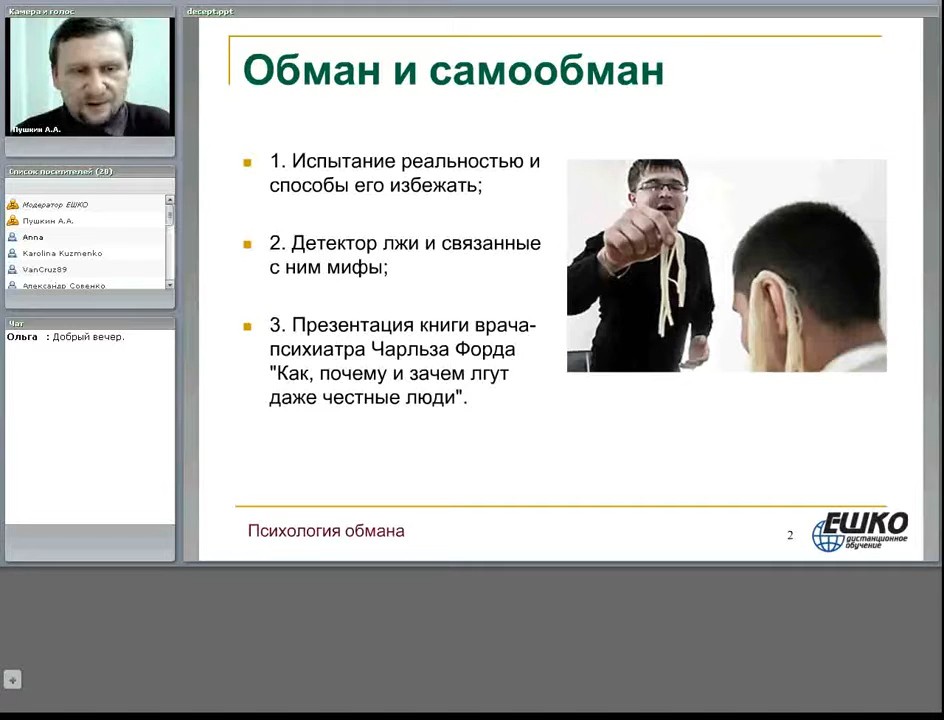 Камера и голос
decept.ppt
Пушкин А.А.
Список посетителей (20)
Модератор ЕШКО
Пушкин А.А.
Anna
Karolina Kuzmenko
VanCruz89
Александр Совенко
Чат
Ольга : Добрый вечер.
Обман и самообман
1. Испытание реальностью и
способы его избежать;
2. Детектор лжи и связанные
с ним мифы;
3. Презентация книги врача-
психиатра Чарльза Форда
"Как, почему и зачем лгут
даже честные люди".
Психология обмана
2
ЕШКО
дистанционное
обучение